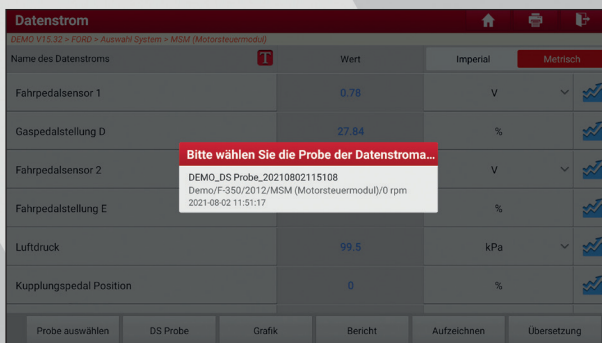 Datenstrom
DEMO V15.32 > FORD > Auswahl System > MSM (Motorsteuermodul)
Name des Datenstroms T Wert Imperial Metrisch
Fahrpedalsensor 1 0.78 V
Gaspedalstellung D 27.84 %
Bitte wählen Sie die Probe der Datenstroma...
DEMO_DS Probe_20210802115108
Demo/F-350/2012/MSM (Motorsteuermodul)/0 rpm
2021-08-02 11:51:17
Fahrpedalsensor 2 V
Fahrpedalstellung E %
Luftdruck 99.5 kPa
Kupplungspedal Position 0 %
Probe auswählen DS Probe Grafik Bericht Aufzeichnen Übersetzung